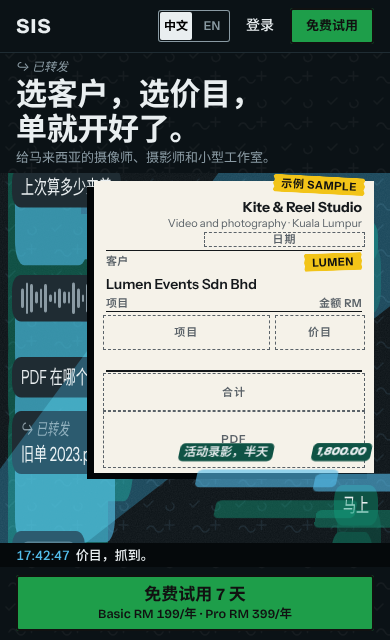 SIS
中文 EN 登录 免费试用
↪ 已转发
选客户，选价目，
单就开好了。
给马来西亚的摄像师、摄影师和小型工作室。
上次算多少
示例 SAMPLE
Kite & Reel Studio
Video and photography · Kuala Lumpur
日期
客户
LUMEN
Lumen Events Sdn Bhd
项目 金额 RM
项目 价目
PDF 在哪个
合计
↪ 已转发
旧单 2023.p
PDF
活动录影，半天 1,800.00
马上
17:42:47 价目，抓到。
免费试用 7 天
Basic RM 199/年 · Pro RM 399/年